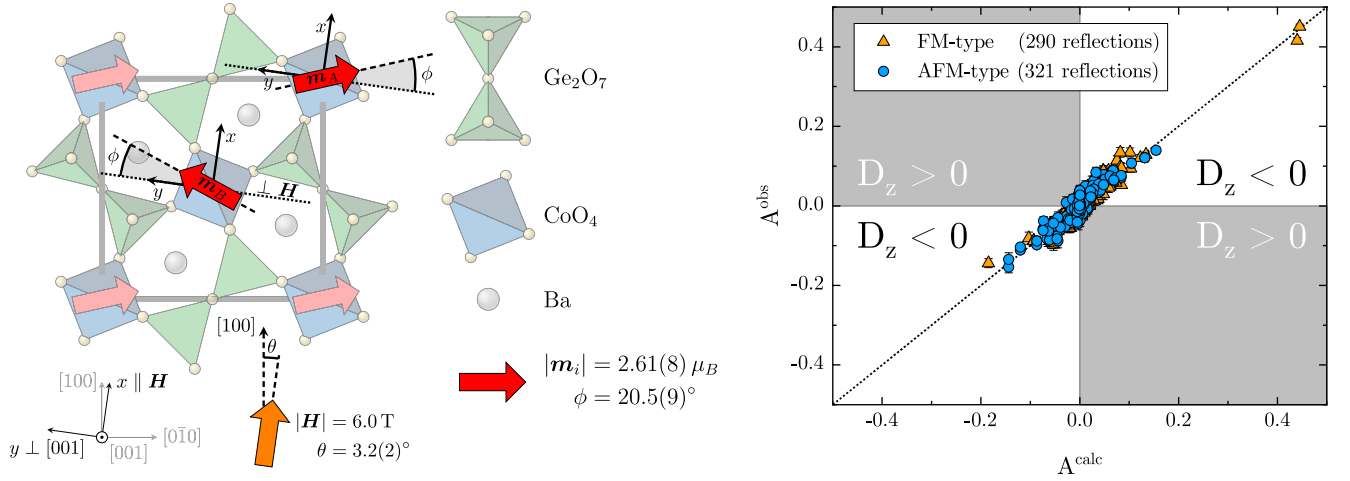 x
y
m_A
ϕ
Ge₂O₇
ϕ
x
y
m_B
⊥ H
CoO₄
Ba
[100]
θ
|m_i| = 2.61(8) μ_B
ϕ = 20.5(9)°
[100]
x ∥ H
y ⊥ [001]
[001]
[01̅0]
|H| = 6.0 T
θ = 3.2(2)°
FM-type (290 reflections)
AFM-type (321 reflections)
D_z > 0
D_z < 0
D_z < 0
D_z > 0
0.4
0.2
0.0
-0.2
-0.4
A^obs
-0.4
-0.2
0.0
0.2
0.4
A^calc